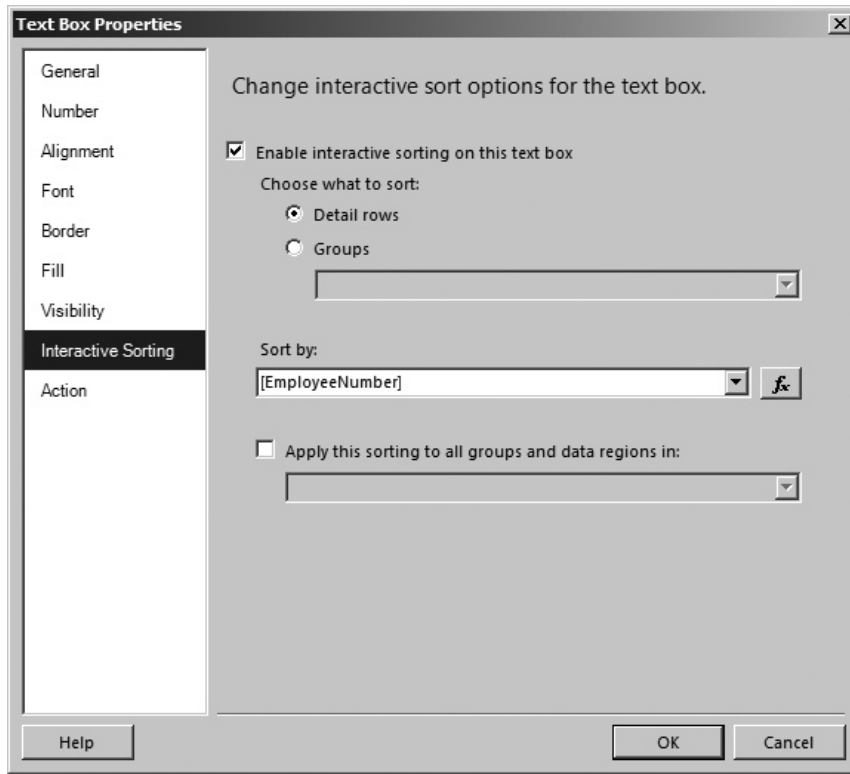 Text Box Properties
General
Number
Alignment
Font
Border
Fill
Visibility
Interactive Sorting
Action
Change interactive sort options for the text box.
Enable interactive sorting on this text box
Choose what to sort:
Detail rows
Groups
Sort by:
[EmployeeNumber]
fx
Apply this sorting to all groups and data regions in:
Help
OK
Cancel